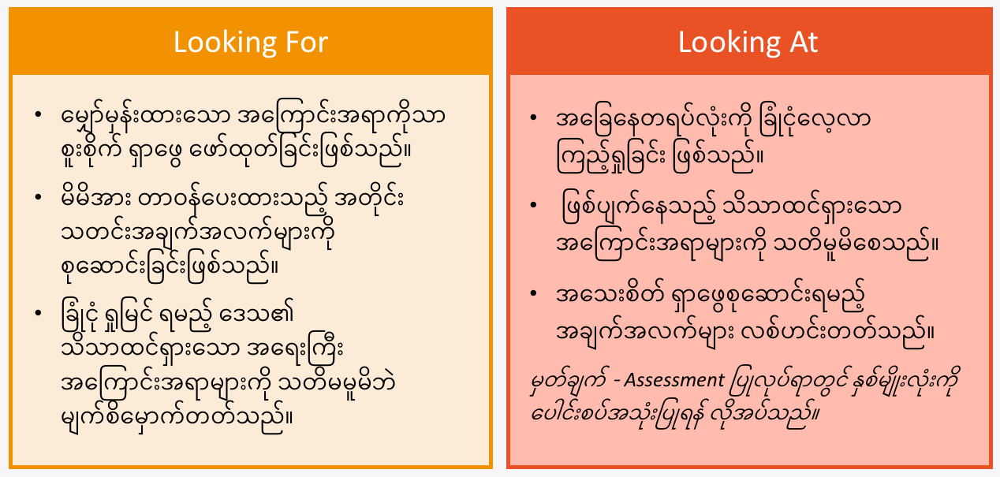 Looking For
• မျှော်မှန်းထားသော အကြောင်းအရာကိုသာ
စူးစိုက် ရှာဖွေ ဖော်ထုတ်ခြင်းဖြစ်သည်။
• မိမိအား တာဝန်ပေးထားသည့် အတိုင်း
သတင်းအချက်အလက်များကို
စုဆောင်းခြင်းဖြစ်သည်။
• ခြုံငုံ ရှုမြင် ရမည့် ဒေသ၏
သိသာထင်ရှားသော အရေးကြီး
အကြောင်းအရာများကို သတိမမူမိဘဲ
မျက်စိမှောက်တတ်သည်။
Looking At
• အခြေနေတရပ်လုံးကို ခြုံငုံလေ့လာ
ကြည့်ရှုခြင်း ဖြစ်သည်။
• ဖြစ်ပျက်နေသည့် သိသာထင်ရှားသော
အကြောင်းအရာများကို သတိမူမိစေသည်။
• အသေးစိတ် ရှာဖွေစုဆောင်းရမည့်
အချက်အလက်များ လစ်ဟင်းတတ်သည်။
မှတ်ချက် - Assessment ပြုလုပ်ရာတွင် နှစ်မျိုးလုံးကို
ပေါင်းစပ်အသုံးပြုရန် လိုအပ်သည်။